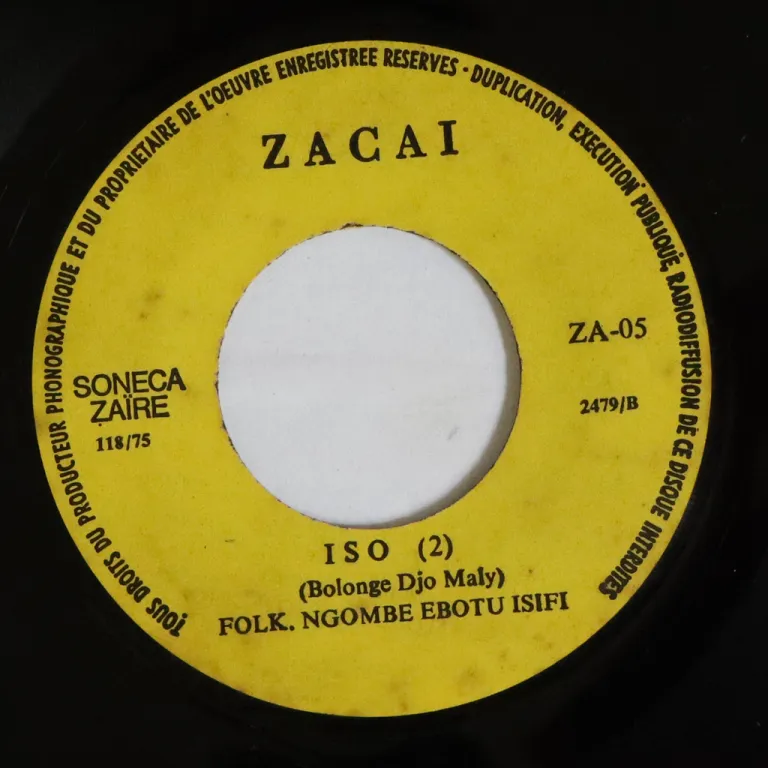 TOUS DROITS DU PRODUCTEUR PHONOGRAPHIQUE ET DU PROPRIETAIRE DE L'OEUVRE ENREGISTREE RESERVES - DUPLICATION, EXECUTION PUBLIQUE, RADIODIFFUSION DE CE DISQUE INTERDITES
ZACAI
ZA-05
2479/B
SONECA
ZAÏRE
118/75
ISO (2)
(Bolonge Djo Maly)
FOLK. NGOMBE EBOTU ISIFI